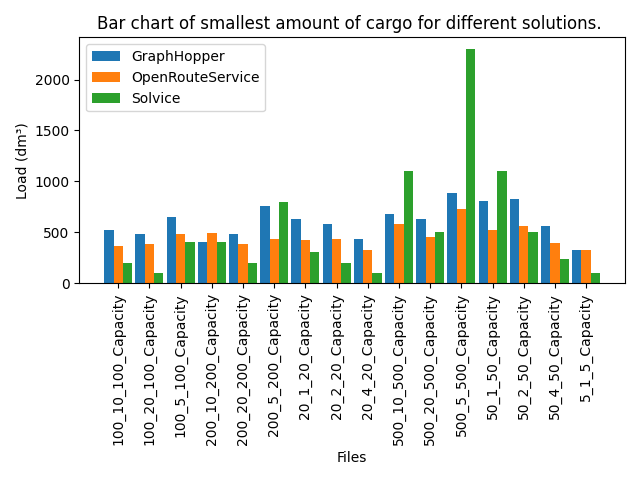 Bar chart of smallest amount of cargo for different solutions.
GraphHopper
OpenRouteService
Solvice
Load (dm³)
2000
1500
1000
500
0
100_10_100_Capacity
100_20_100_Capacity
100_5_100_Capacity
200_10_200_Capacity
200_20_200_Capacity
200_5_200_Capacity
20_1_20_Capacity
20_2_20_Capacity
20_4_20_Capacity
500_10_500_Capacity
500_20_500_Capacity
500_5_500_Capacity
50_1_50_Capacity
50_2_50_Capacity
50_4_50_Capacity
5_1_5_Capacity
Files